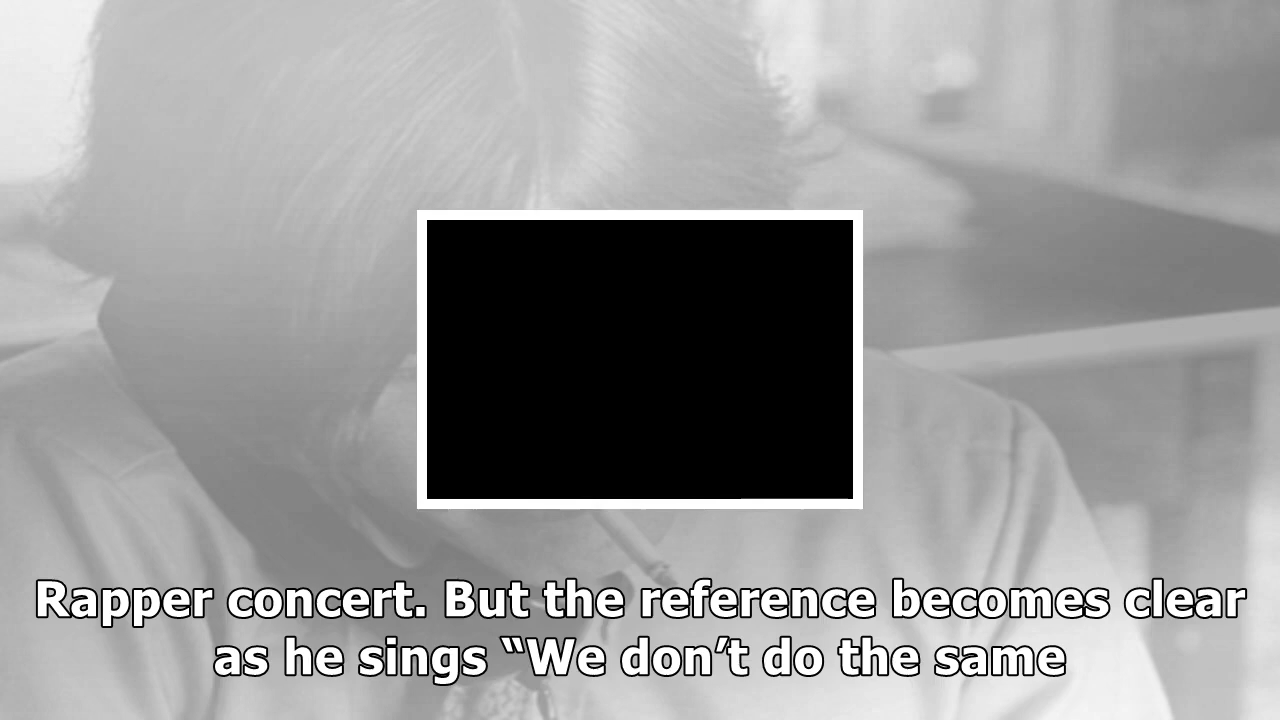 Rapper concert. But the reference becomes clear
as he sings “We don’t do the same